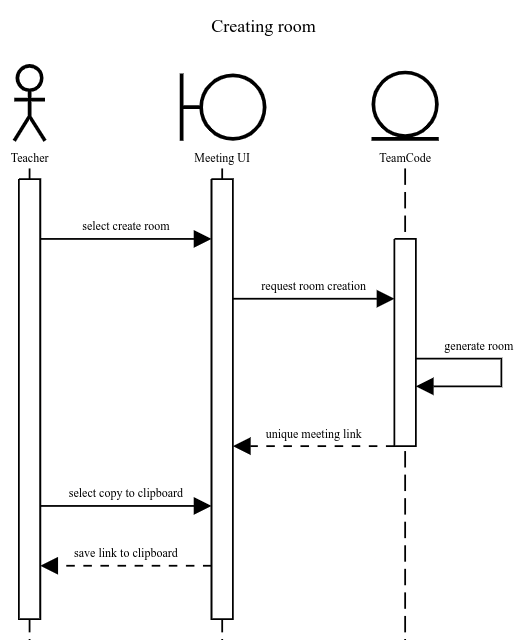 Creating room
Teacher
Meeting UI
TeamCode
select create room
request room creation
generate room
unique meeting link
select copy to clipboard
save link to clipboard